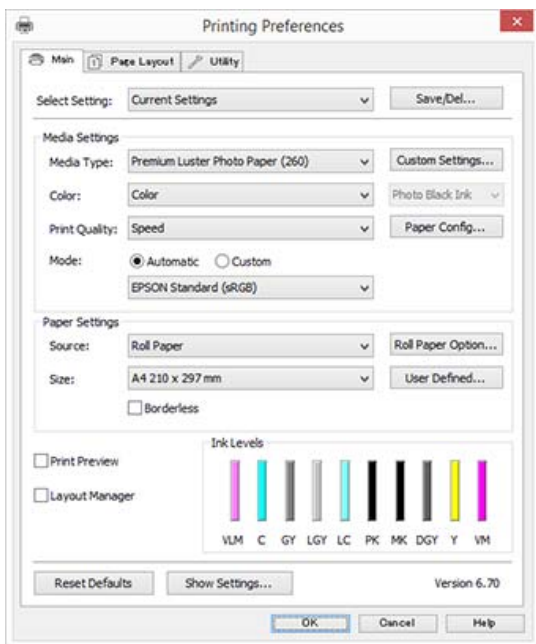 Printing Preferences
Main Page Layout Utility
Select Setting: Current Settings Save/Del...
Media Settings
Media Type: Premium Luster Photo Paper (260) Custom Settings...
Color: Color Photo Black Ink
Print Quality: Speed Paper Config...
Mode: Automatic Custom
EPSON Standard (sRGB)
Paper Settings
Source: Roll Paper Roll Paper Option...
Size: A4 210 x 297 mm User Defined...
Borderless
Ink Levels
Print Preview
Layout Manager
VLM C GY LGY LC PK MK DGY Y VM
Reset Defaults Show Settings... Version 6.70
OK Cancel Help